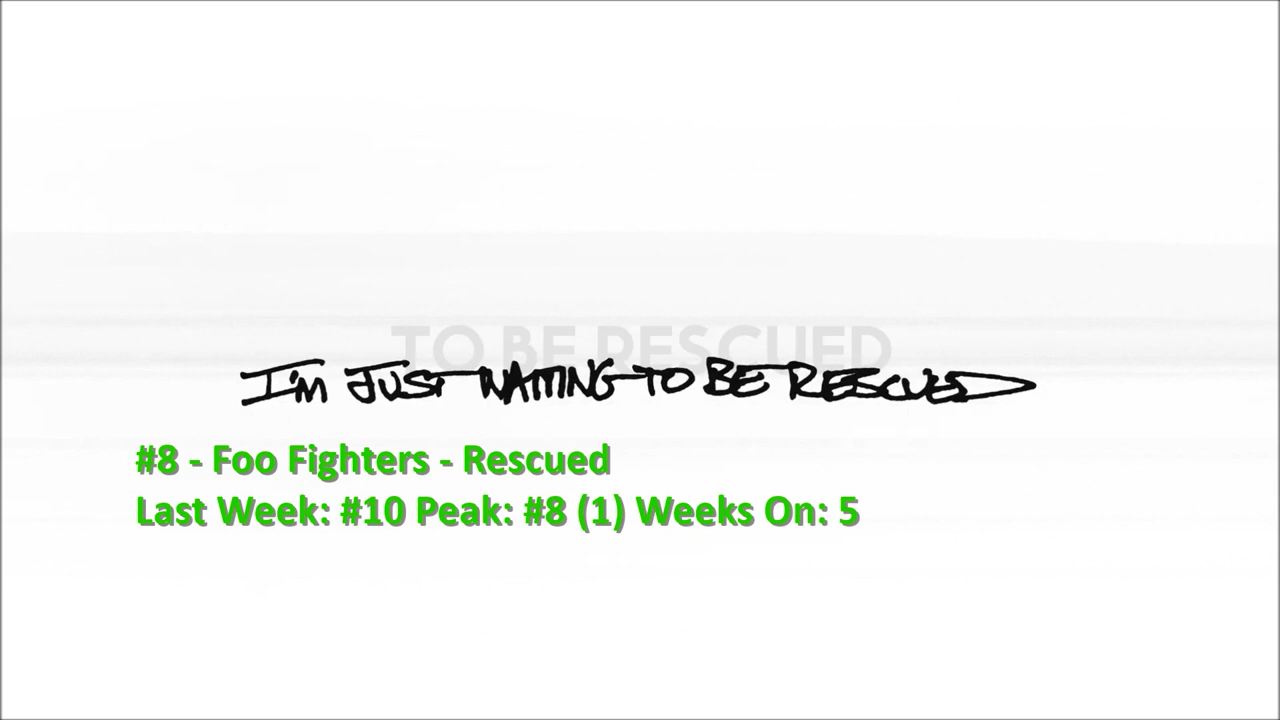 TO BE RESCUED
I'M JUST WAITING TO BE RESCUED
#8 - Foo Fighters - Rescued
Last Week: #10 Peak: #8 (1) Weeks On: 5